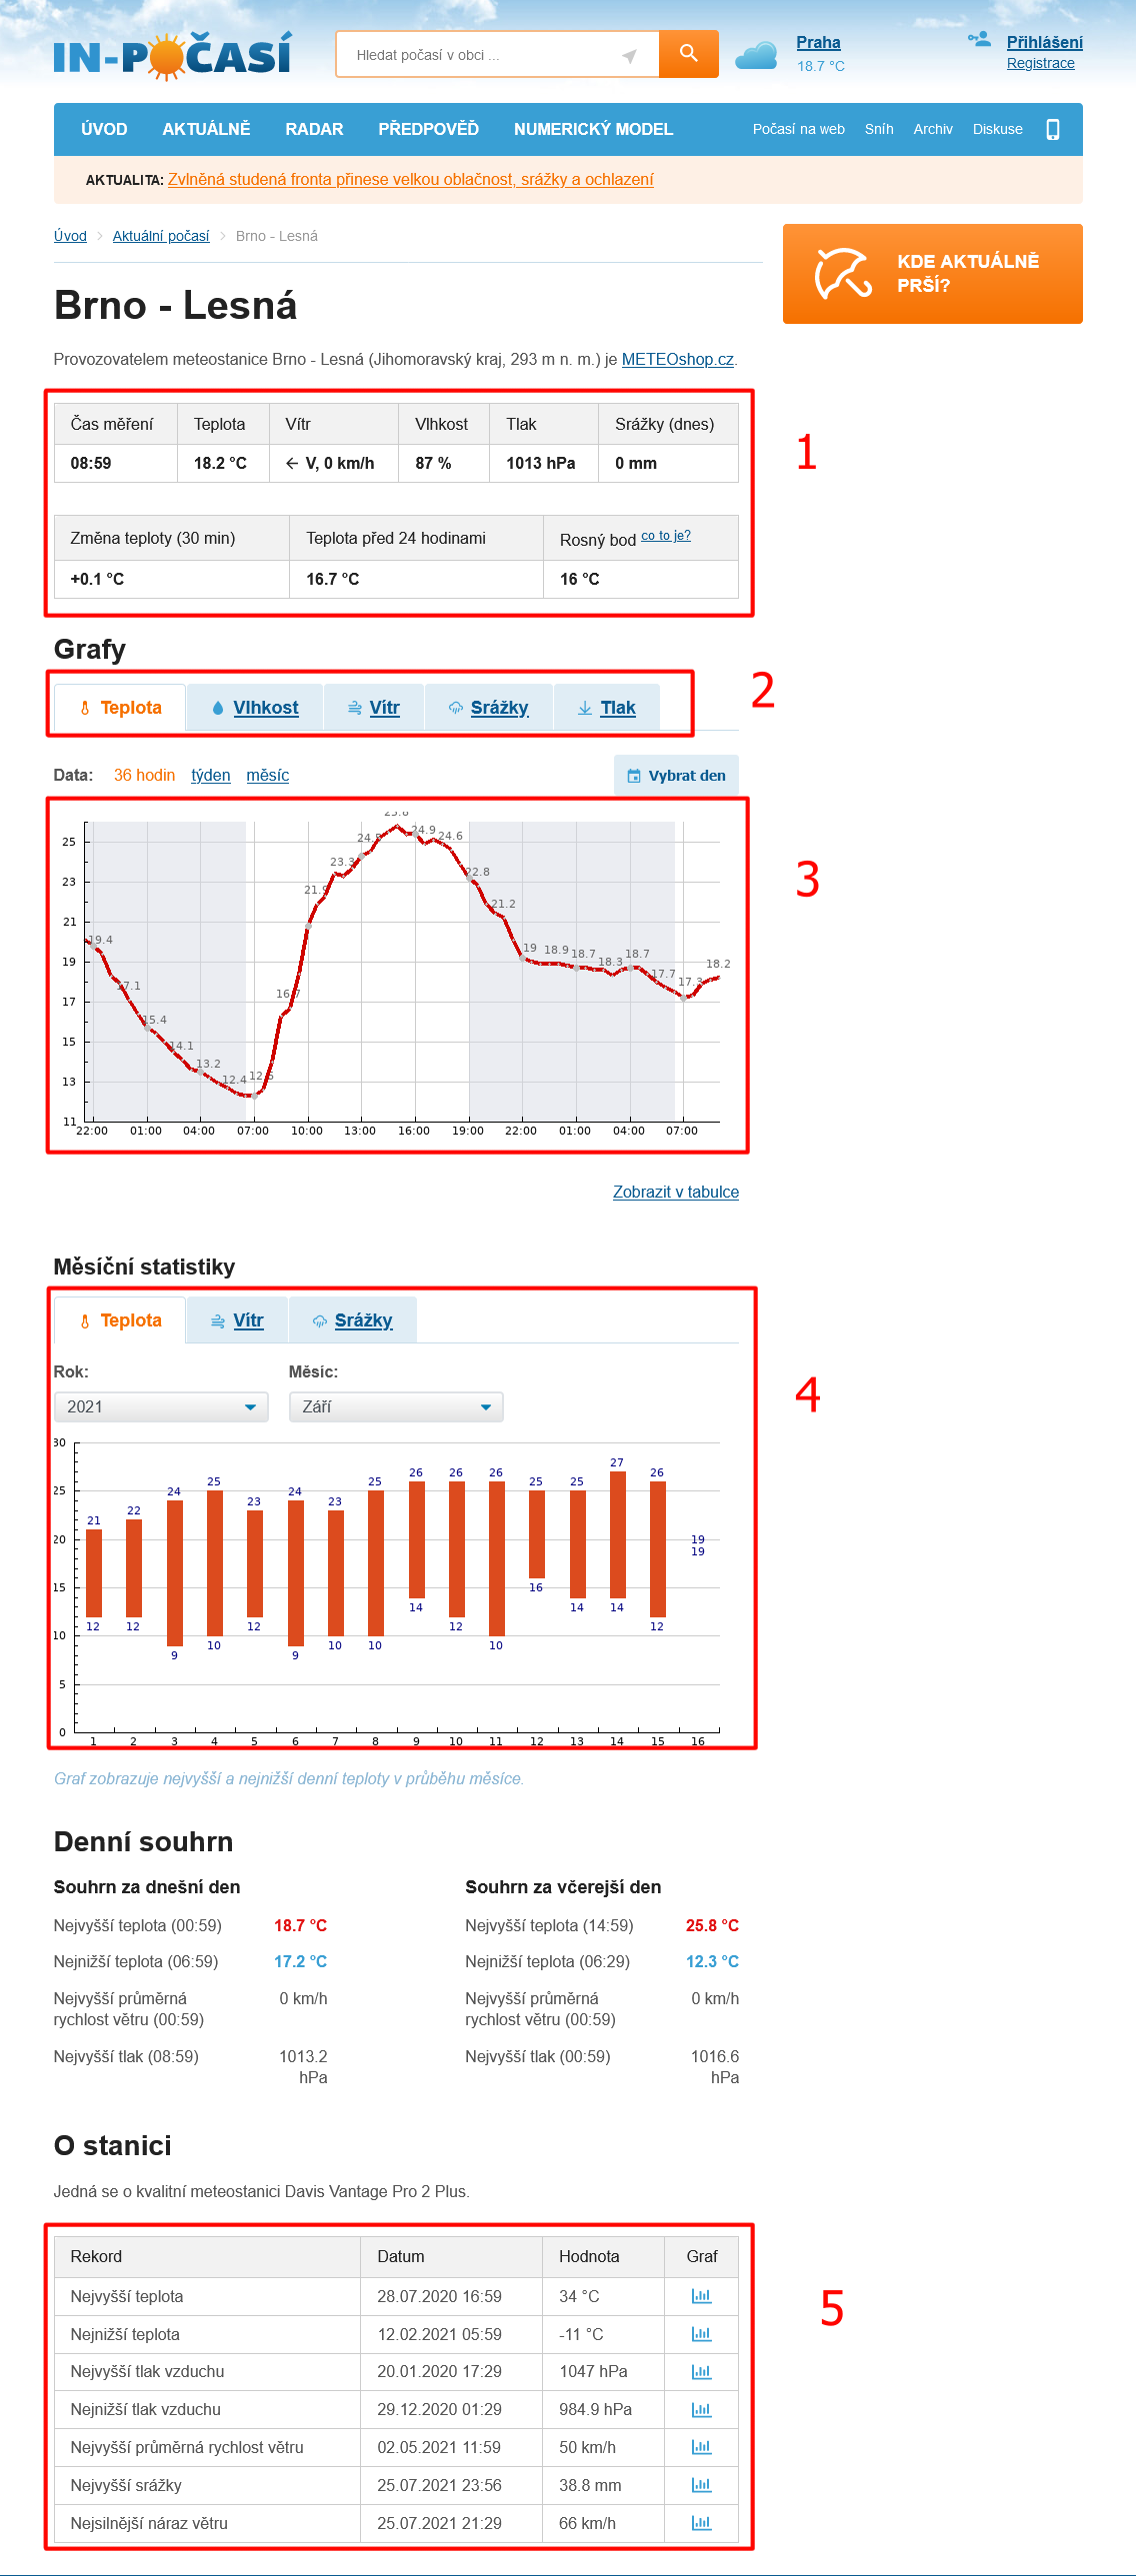 IN-POČASÍ
Hledat počasí v obci ...
Praha
18.7 °C
Přihlášení
Registrace
ÚVOD AKTUÁLNĚ RADAR PŘEDPOVĚĎ NUMERICKÝ MODEL Počasí na web Sníh Archiv Diskuse
AKTUALITA: Zvlněná studená fronta přinese velkou oblačnost, srážky a ochlazení
Úvod Aktuální počasí Brno - Lesná
KDE AKTUÁLNĚ
PRŠÍ?
Brno - Lesná
Provozovatelem meteostanice Brno - Lesná (Jihomoravský kraj, 293 m n. m.) je METEOshop.cz.
1
Čas měření Teplota Vítr Vlhkost Tlak Srážky (dnes)
08:59 18.2 °C ← V, 0 km/h 87 % 1013 hPa 0 mm
Změna teploty (30 min) Teplota před 24 hodinami Rosný bod co to je?
+0.1 °C 16.7 °C 16 °C
Grafy
2
Teplota Vlhkost Vítr Srážky Tlak
Data: 36 hodin týden měsíc Vybrat den
3
25
23
21
19
17
15
13
11
19.4 17.1 15.4 14.1 13.2 12.4 12.6 16.7 21.9 23.3 24.9 24.6 22.8 21.2 19 18.9 18.7 18.3 18.7 17.7 17.3 18.2
22:00 01:00 04:00 07:00 10:00 13:00 16:00 19:00 22:00 01:00 04:00 07:00
Zobrazit v tabulce
Měsíční statistiky
Teplota Vítr Srážky
4
Rok: Měsíc:
2021 Září
30
25
20
15
10
5
0
21 22 24 25 23 24 23 25 26 26 26 25 25 27 26 19
12 12 9 10 12 9 10 10 14 12 10 16 14 14 12 19
1 2 3 4 5 6 7 8 9 10 11 12 13 14 15 16
Graf zobrazuje nejvyšší a nejnižší denní teploty v průběhu měsíce.
Denní souhrn
Souhrn za dnešní den
Nejvyšší teplota (00:59) 18.7 °C
Nejnižší teplota (06:59) 17.2 °C
Nejvyšší průměrná 0 km/h
rychlost větru (00:59)
Nejvyšší tlak (08:59) 1013.2
hPa
Souhrn za včerejší den
Nejvyšší teplota (14:59) 25.8 °C
Nejnižší teplota (06:29) 12.3 °C
Nejvyšší průměrná 0 km/h
rychlost větru (00:59)
Nejvyšší tlak (00:59) 1016.6
hPa
O stanici
Jedná se o kvalitní meteostanici Davis Vantage Pro 2 Plus.
5
Rekord Datum Hodnota Graf
Nejvyšší teplota 28.07.2020 16:59 34 °C
Nejnižší teplota 12.02.2021 05:59 -11 °C
Nejvyšší tlak vzduchu 20.01.2020 17:29 1047 hPa
Nejnižší tlak vzduchu 29.12.2020 01:29 984.9 hPa
Nejvyšší průměrná rychlost větru 02.05.2021 11:59 50 km/h
Nejvyšší srážky 25.07.2021 23:56 38.8 mm
Nejsilnější náraz větru 25.07.2021 21:29 66 km/h